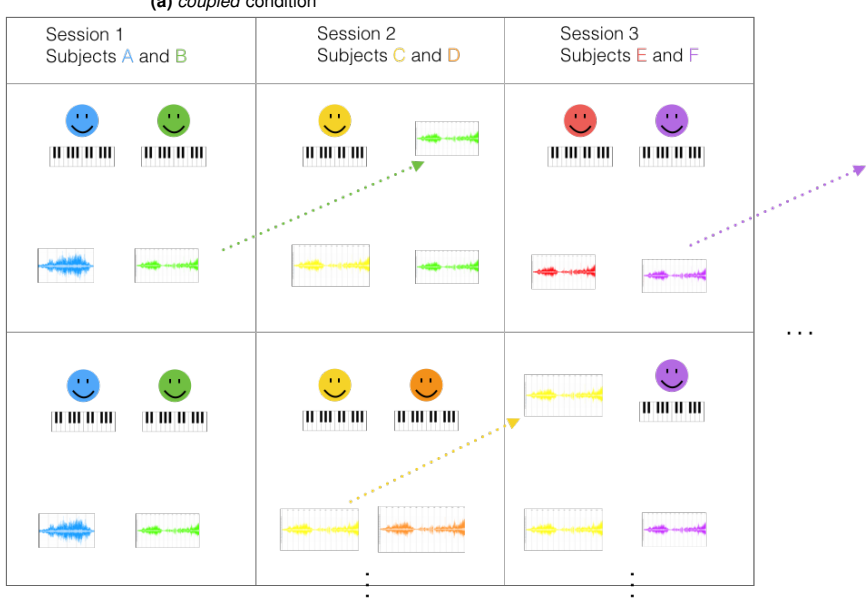 (a) coupled condition
Session 1
Subjects A and B
Session 2
Subjects C and D
Session 3
Subjects E and F
...
⋮
⋮